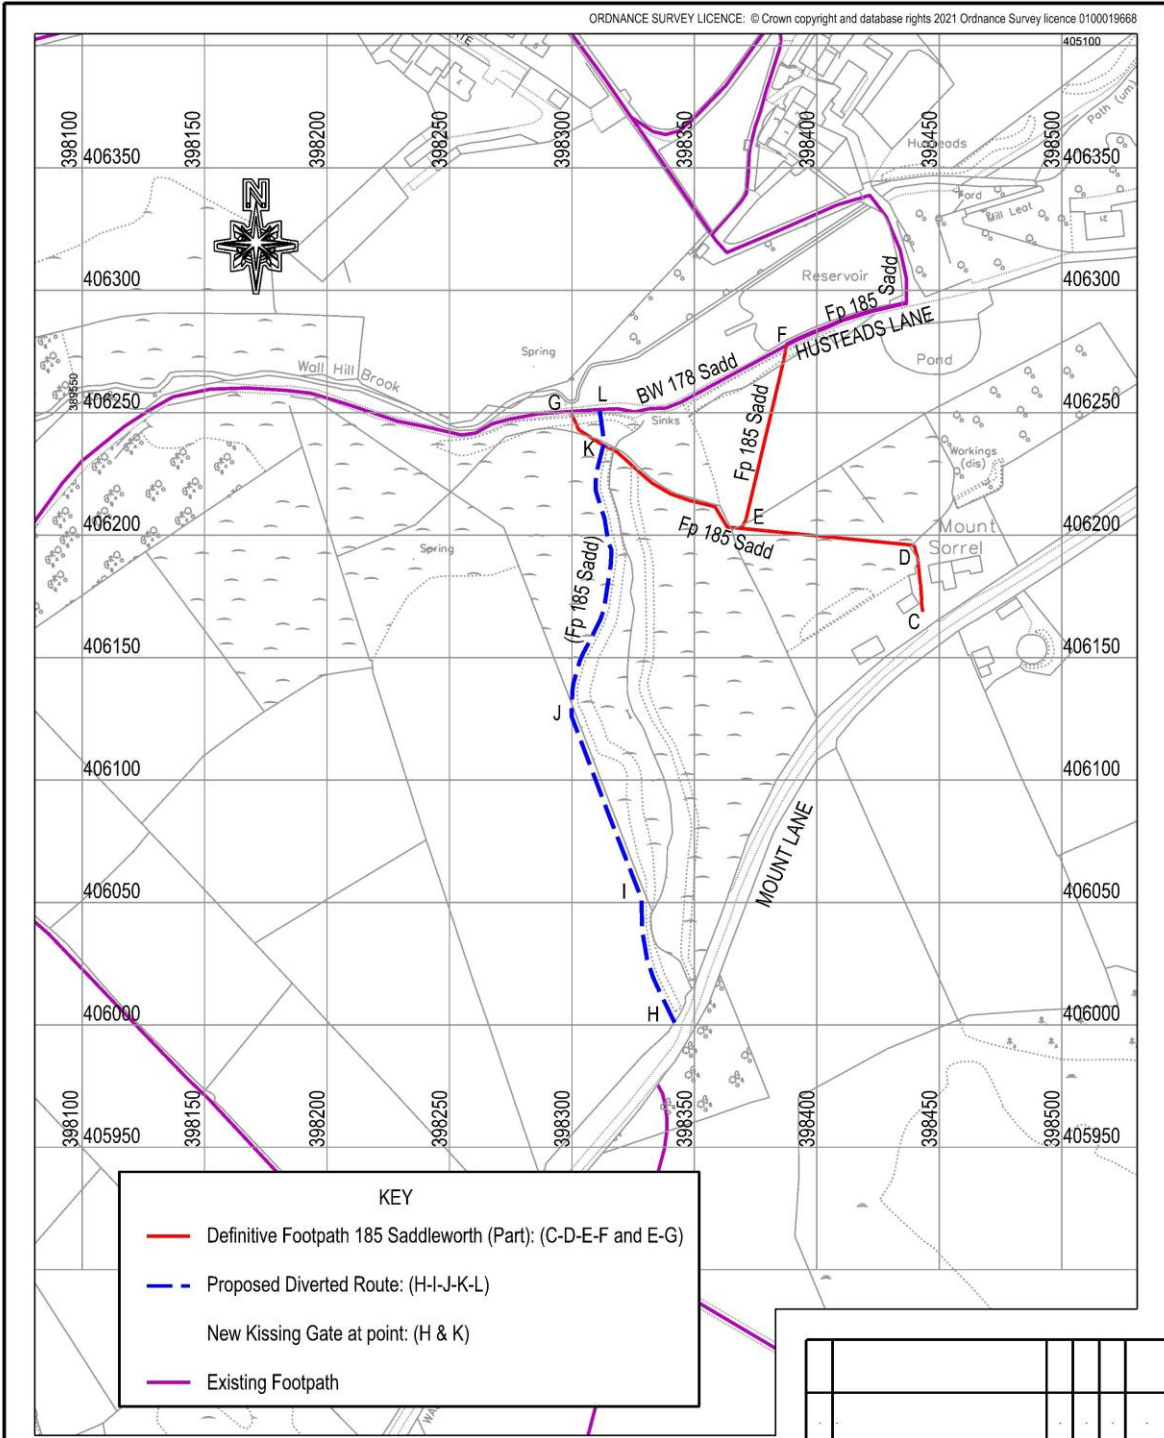 ORDNANCE SURVEY LICENCE: © Crown copyright and database rights 2021 Ordnance Survey licence 0100019668
405100
398100
398150
398200
398250
398300
398350
398400
398450
398500
Path (um)
406350
406350
N
Ford
Mill Leat
21
Reservoir
406300
406300
Fp 185 Sadd
HUSTEADS LANE
F
Pond
Spring
Wall Hill Brook
BW 178 Sadd
389550
406250
406250
G
L
Sinks
K
Fp 185 Sadd
Workings
(dis)
406200
406200
E
Fp 185 Sadd
Mount
Sorrel
D
Spring
(Fp 185 Sadd)
C
406150
406150
J
406100
406100
MOUNT LANE
I
406050
406050
H
406000
406000
398100
398150
398200
398250
398300
398350
398400
398450
398500
405950
405950
KEY
Definitive Footpath 185 Saddleworth (Part): (C-D-E-F and E-G)
Proposed Diverted Route: (H-I-J-K-L)
New Kissing Gate at point: (H & K)
Existing Footpath